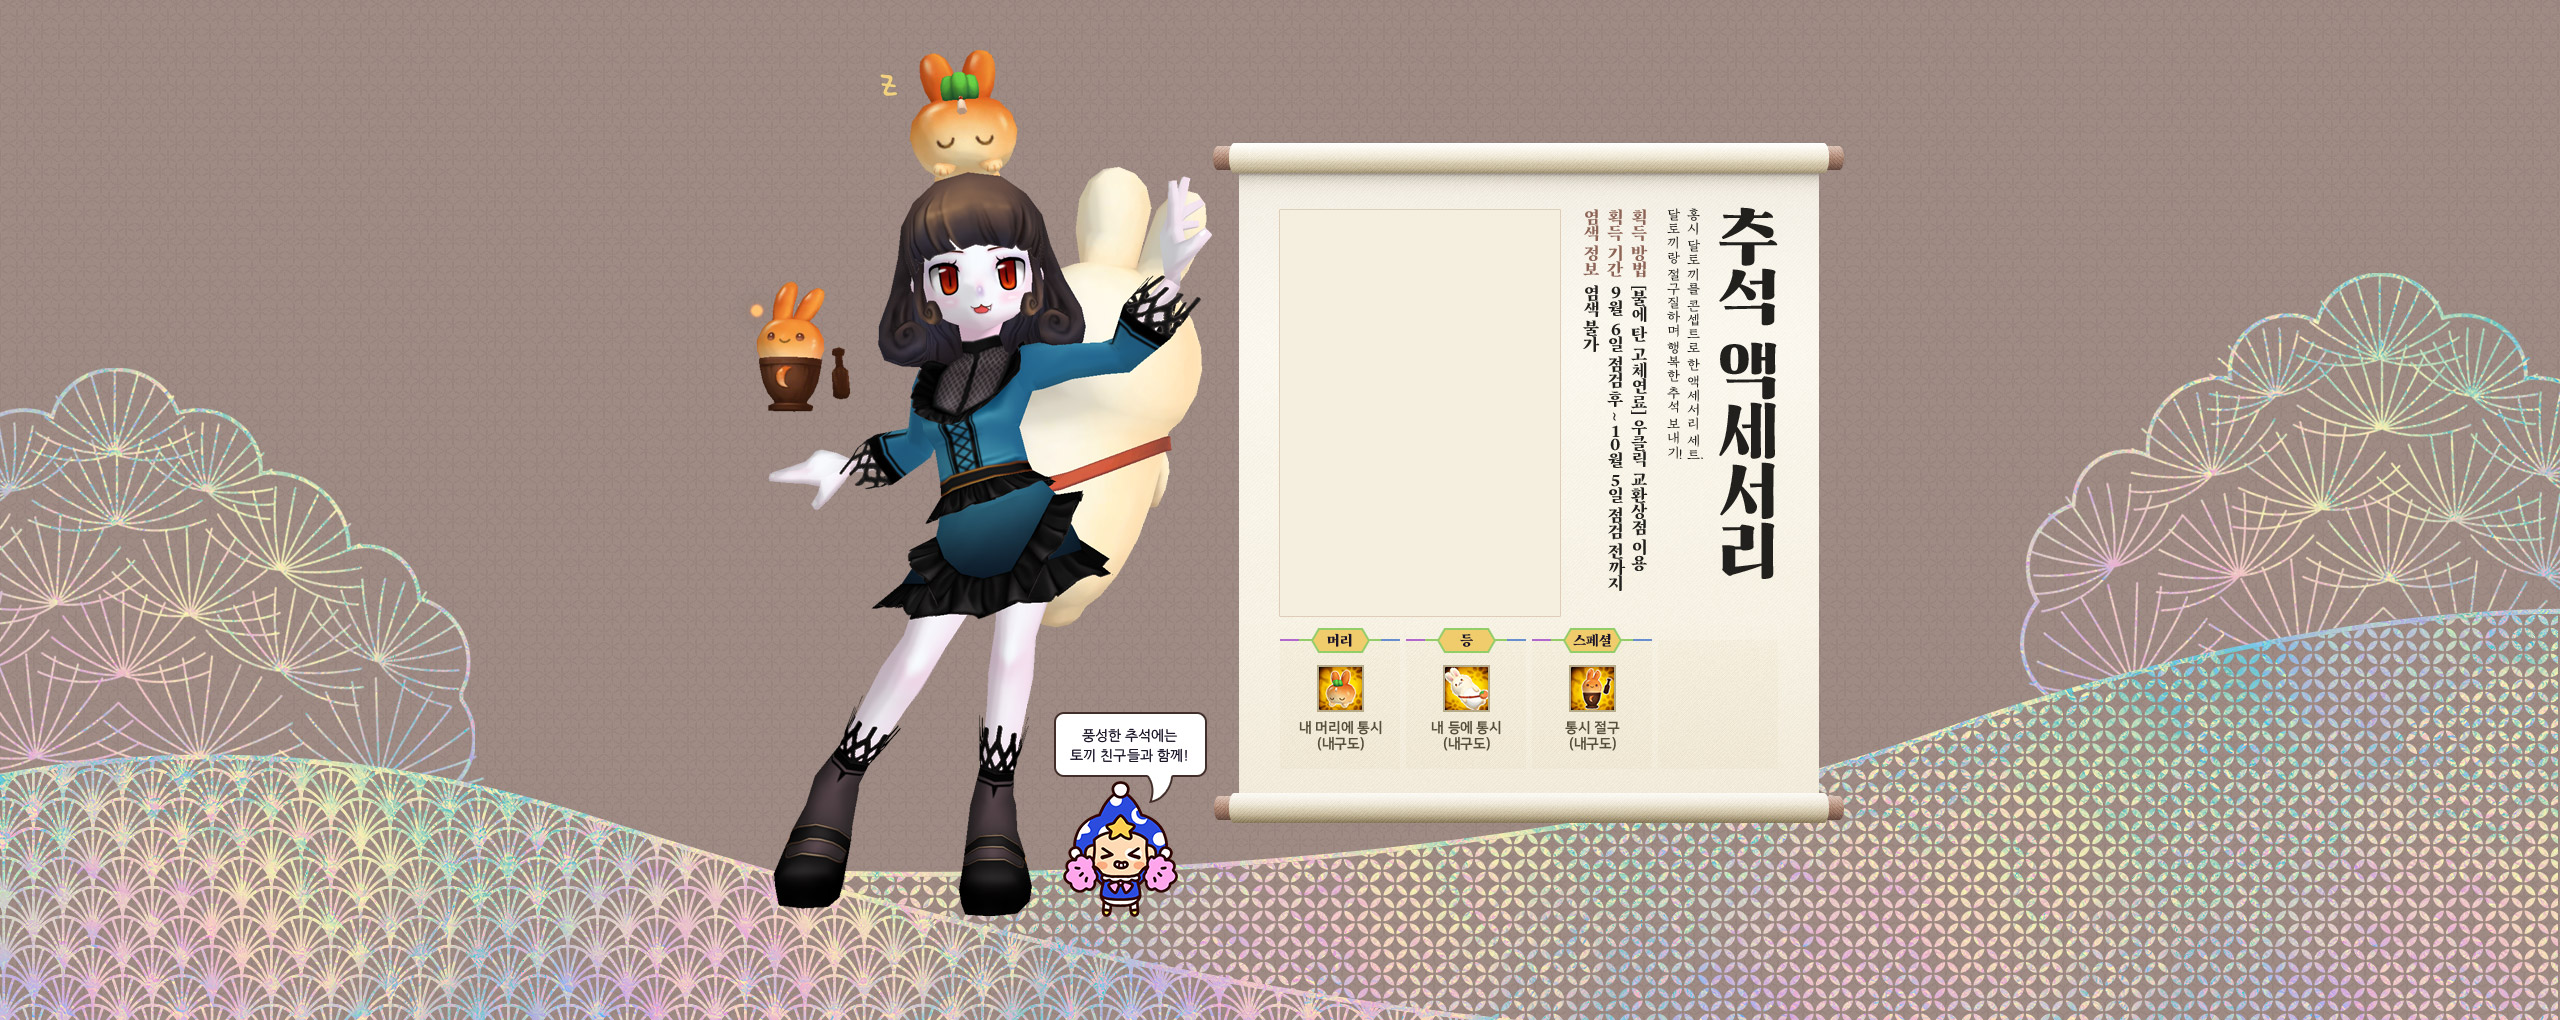 Z
추석 액세서리
홍시 달토끼를 콘셉트로 한 액세서리 세트.
달토끼랑 절구질하며 행복한 추석 보내기!
획득 방법 [불에 탄 고체연료] 우클릭 교환상점 이용
획득 기간 9월 6일 점검 후 ~ 10월 5일 점검 전까지
염색 정보 염색 불가
머리
등
스페셜
내 머리에 통시
(내구도)
내 등에 통시
(내구도)
통시 절구
(내구도)
풍성한 추석에는
토끼 친구들과 함께!